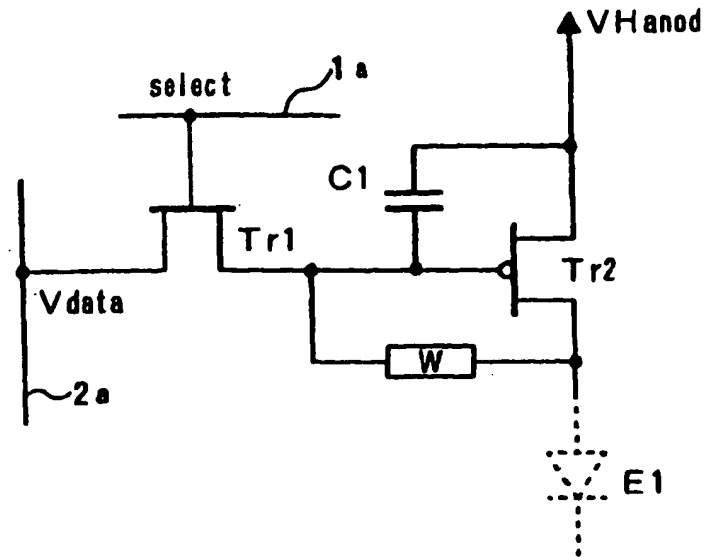 VHanod
select
1a
C1
Tr1
Tr2
Vdata
W
2a
E1